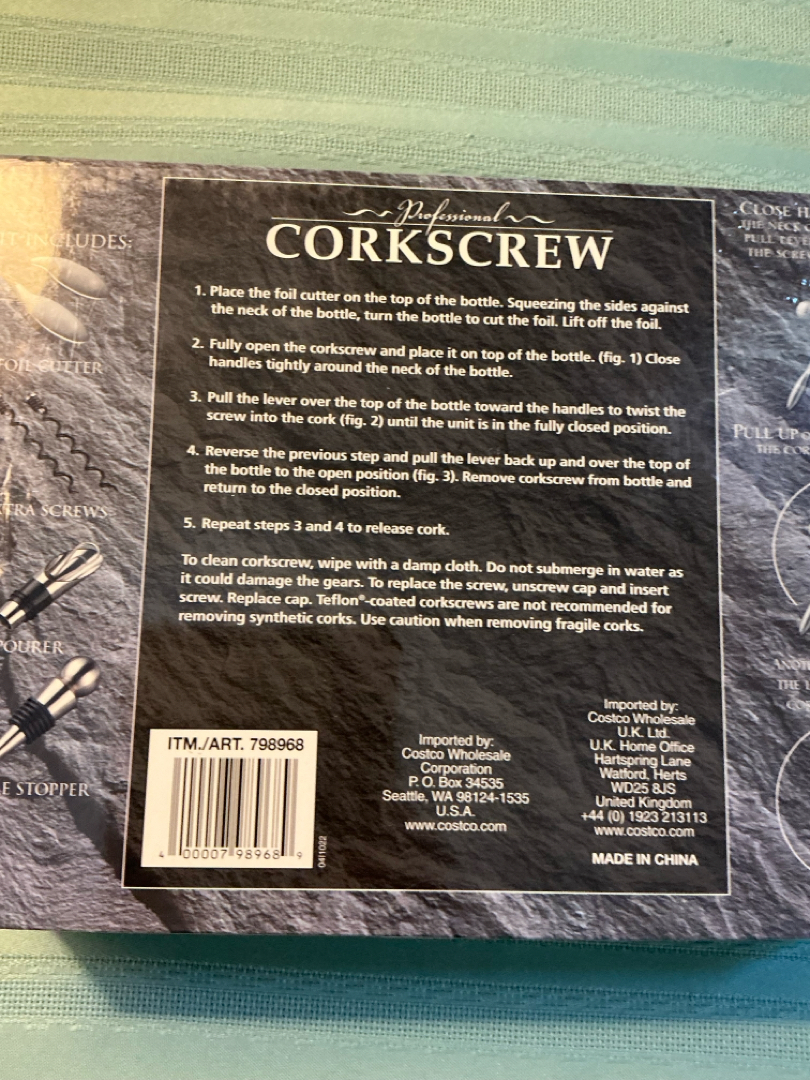 Professional
CORKSCREW
1. Place the foil cutter on the top of the bottle. Squeezing the sides against
the neck of the bottle, turn the bottle to cut the foil. Lift off the foil.
2. Fully open the corkscrew and place it on top of the bottle. (fig. 1) Close
handles tightly around the neck of the bottle.
3. Pull the lever over the top of the bottle toward the handles to twist the
screw into the cork (fig. 2) until the unit is in the fully closed position.
4. Reverse the previous step and pull the lever back up and over the top of
the bottle to the open position (fig. 3). Remove corkscrew from bottle and
return to the closed position.
5. Repeat steps 3 and 4 to release cork.
To clean corkscrew, wipe with a damp cloth. Do not submerge in water as
it could damage the gears. To replace the screw, unscrew cap and insert
screw. Replace cap. Teflon®-coated corkscrews are not recommended for
removing synthetic corks. Use caution when removing fragile corks.
ITM./ART. 798968
4 00007 98968 9
04I1022
Imported by:
Costco Wholesale
Corporation
P.O. Box 34535
Seattle, WA 98124-1535
U.S.A.
www.costco.com
Imported by:
Costco Wholesale
U.K. Ltd.
U.K. Home Office
Hartspring Lane
Watford, Herts
WD25 8JS
United Kingdom
+44 (0) 1923 213113
www.costco.com
MADE IN CHINA
INCLUDES:
FOIL CUTTER
SCREWS
POURER
STOPPER
CLOSE
THE NECK
PULL
THE
PULL UP
THE
THE